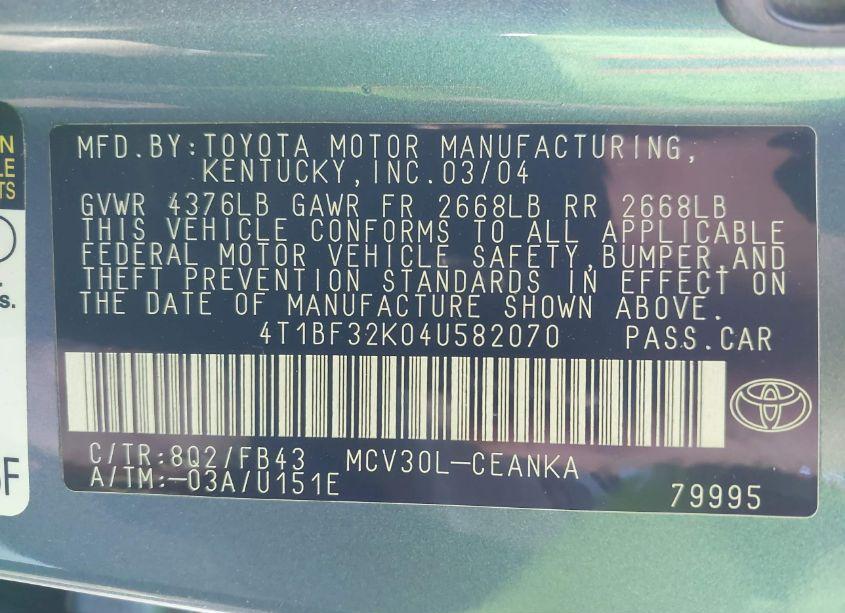 MFD.BY:TOYOTA MOTOR MANUFACTURING,
KENTUCKY,INC.03/04
GVWR 4376LB GAWR FR 2668LB RR 2668LB
THIS VEHICLE CONFORMS TO ALL APPLICABLE
FEDERAL MOTOR VEHICLE SAFETY,BUMPER,AND
THEFT PREVENTION STANDARDS IN EFFECT ON
THE DATE OF MANUFACTURE SHOWN ABOVE.
4T1BF32K04U582070 PASS.CAR
C/TR:8Q2/FB43 MCV30L-CEANKA
A/TM:-03A/U151E
79995